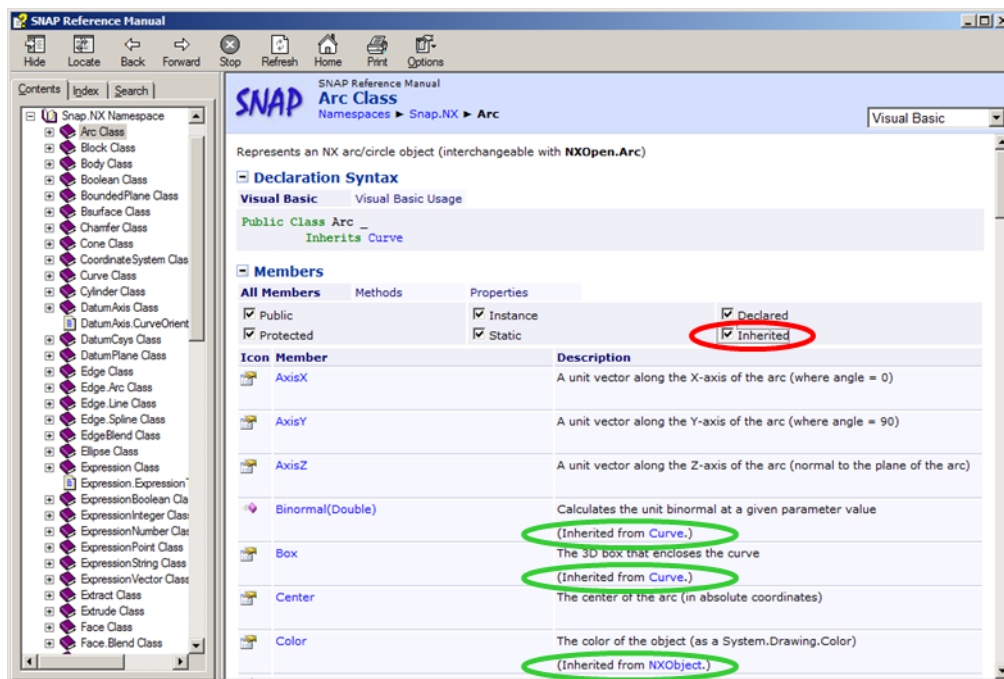 SNAP Reference Manual
Hide Locate Back Forward Stop Refresh Home Print Options
Contents Index Search
Snap.NX Namespace
Arc Class
Block Class
Body Class
Boolean Class
BoundedPlane Class
Bsurface Class
Chamfer Class
Cone Class
CoordinateSystem Clas
Curve Class
Cylinder Class
DatumAxis Class
DatumAxis.CurveOrient
DatumCsys Class
DatumPlane Class
Edge Class
Edge.Arc Class
Edge.Line Class
Edge.Spline Class
EdgeBlend Class
Ellipse Class
Expression Class
Expression.Expression
ExpressionBoolean Cla
ExpressionInteger Clas
ExpressionNumber Clas
ExpressionPoint Class
ExpressionString Class
ExpressionVector Class
Extract Class
Extrude Class
Face Class
Face.Blend Class
SNAP
SNAP Reference Manual
Arc Class
Namespaces ► Snap.NX ► Arc
Visual Basic
Represents an NX arc/circle object (interchangeable with NXOpen.Arc)
Declaration Syntax
Visual Basic Visual Basic Usage
Public Class Arc _
Inherits Curve
Members
All Members Methods Properties
Public Instance Declared
Protected Static Inherited
Icon Member Description
AxisX A unit vector along the X-axis of the arc (where angle = 0)
AxisY A unit vector along the Y-axis of the arc (where angle = 90)
AxisZ A unit vector along the Z-axis of the arc (normal to the plane of the arc)
Binormal(Double) Calculates the unit binormal at a given parameter value
(Inherited from Curve.)
Box The 3D box that encloses the curve
(Inherited from Curve.)
Center The center of the arc (in absolute coordinates)
Color The color of the object (as a System.Drawing.Color)
(Inherited from NXObject.)